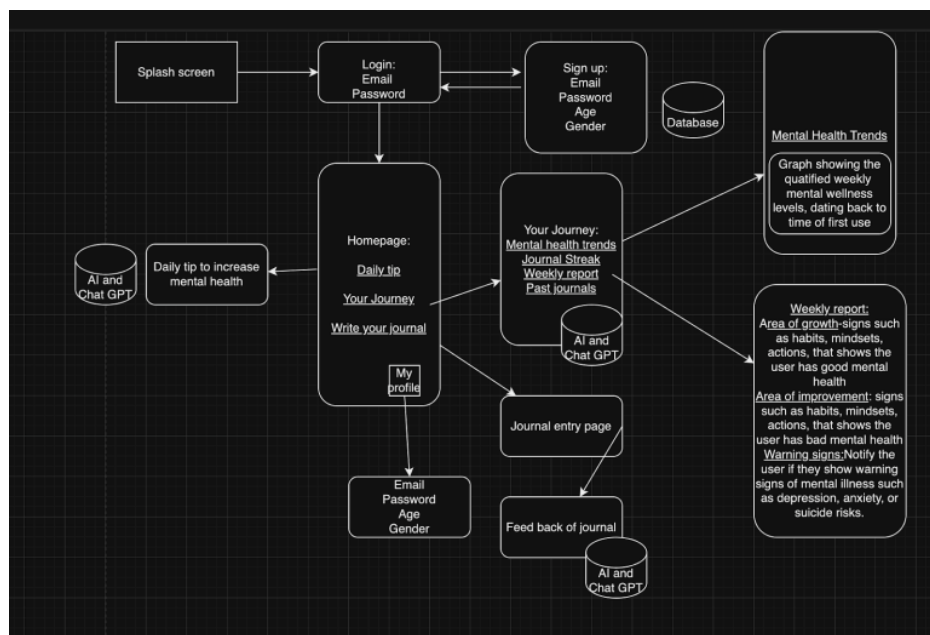 Splash screen
Login:
Email
Password
Sign up:
Email
Password
Age
Gender
Database
Mental Health Trends
Graph showing the
quatified weekly
mental wellness
levels, dating back to
time of first use
Homepage:
Daily tip
Your Journey
Write your journal
My
profile
Daily tip to increase
mental health
AI and
Chat GPT
Your Journey:
Mental health trends
Journal Streak
Weekly report
Past journals
AI and
Chat GPT
Weekly report:
Area of growth-signs such
as habits, mindsets,
actions, that shows the
user has good mental
health
Area of improvement: signs
such as habits, mindsets,
actions, that shows the
user has bad mental health
Warning signs:Notify the
user if they show warning
signs of mental illness such
as depression, anxiety, or
suicide risks.
Journal entry page
Email
Password
Age
Gender
Feed back of journal
AI and
Chat GPT